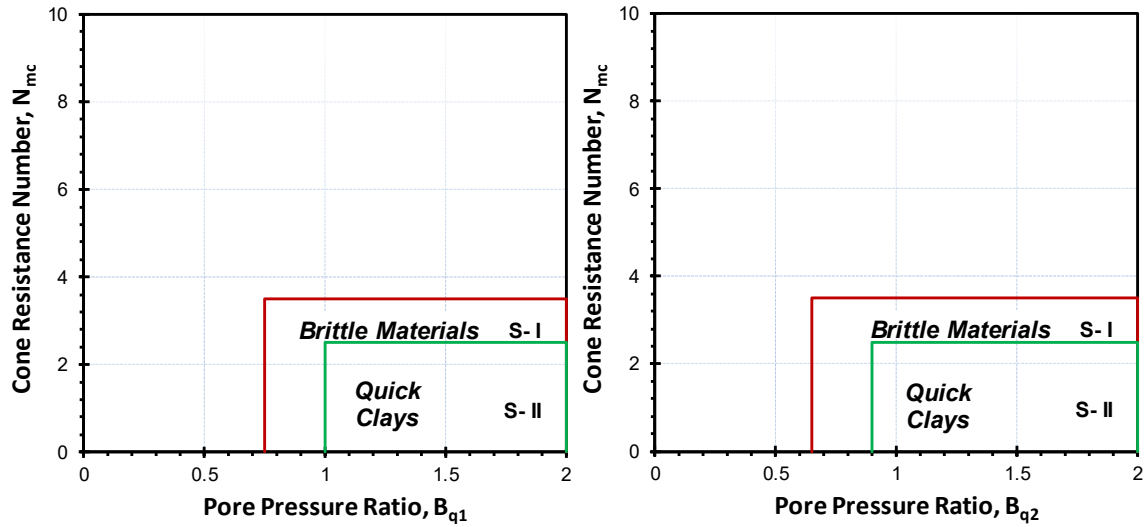 Cone Resistance Number, Nmc
10
8
6
4
2
0
Brittle Materials S- I
Quick
Clays
S- II
0 0.5 1 1.5 2
Pore Pressure Ratio, Bq1
Cone Resistance Number, Nmc
10
8
6
4
2
0
Brittle Materials S- I
Quick
Clays
S- II
0 0.5 1 1.5 2
Pore Pressure Ratio, Bq2